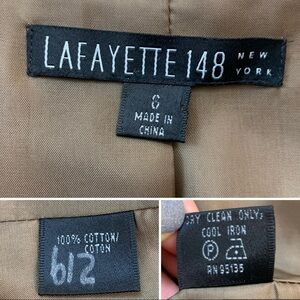 LAFAYETTE 148 NEW YORK
6
MADE IN
CHINA
100% COTTON/
COTON
612
DRY CLEAN ONLY;
COOL IRON
P
RN 95135